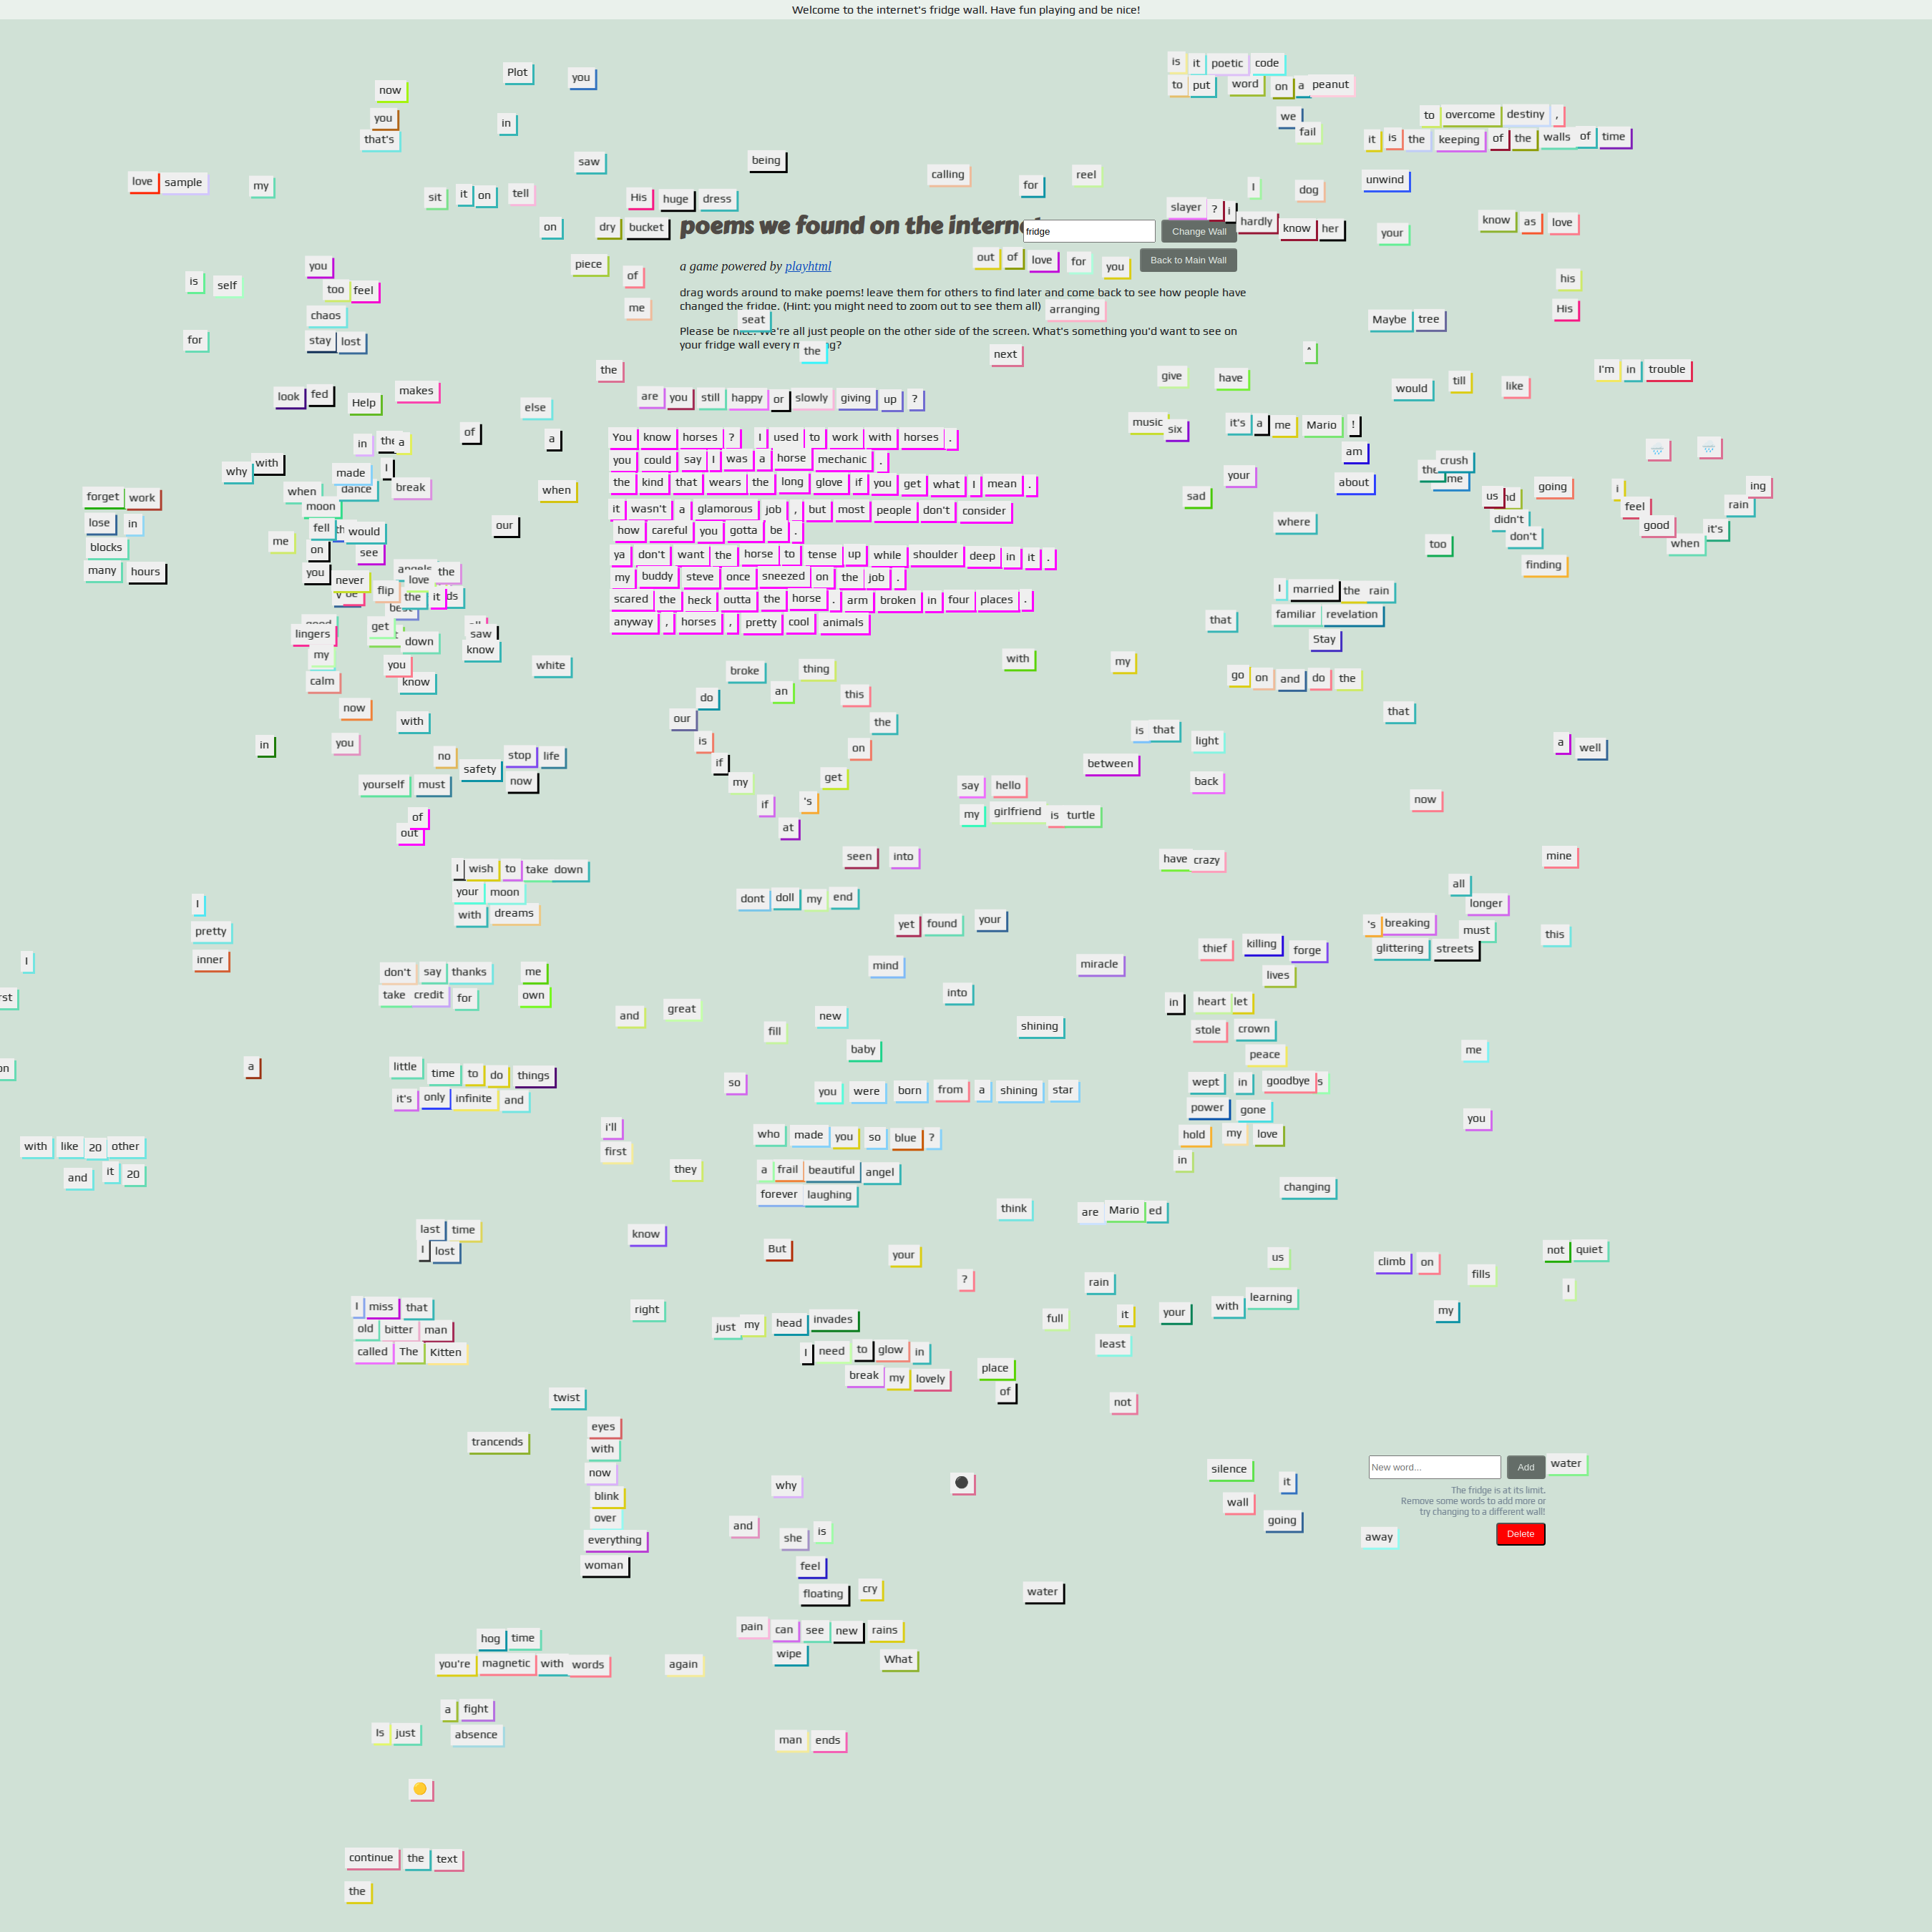 Welcome to the internet's fridge wall. Have fun playing and be nice!
Plot
you
now
you
that's
in
saw
being
is it poetic code
to put word on a peanut
we
fail
to overcome destiny ,
it is the keeping of the walls of time
love sample
my
sit it on tell
His huge dress
calling
for
reel
I
dog
unwind
on
dry bucket
poems we found on the interne
fridge
Change Wall
slayer ? i hardly know her
your
know as love
piece
of
a game powered by playhtml
out of love for you
Back to Main Wall
is self
you
too feel
chaos
stay lost
for
me
drag words around to make poems! leave them for others to find later and come back to see how people have
changed the fridge. (Hint: you might need to zoom out to see them all)
arranging
seat
Please be nice. We're all just people on the other side of the screen. What's something you'd want to see on
your fridge wall every
g?
the
next
his
His
Maybe tree
^
the
give
have
I'm in trouble
would
till
like
look fed
Help
makes
else
are you still happy or slowly giving up ?
of
a
in the a
You know horses ? I used to work with horses .
you could say I was a horse mechanic .
the kind that wears the long glove if you get what I mean .
it wasn't a glamorous job , but most people don't consider
how careful you gotta be .
ya don't want the horse to tense up while shoulder deep in it .
my buddy steve once sneezed on the job .
scared the heck outta the horse . arm broken in four places .
anyway , horses , pretty cool animals
music
six
it's a me Mario !
am
about
your
sad
where
the
crush
me
🌧️
🌧️
us
going
didn't
don't
too
finding
i
feel
good
when
it's
rain
ing
why
with
made
I
when
dance
break
moon
when
forget work
lose in
blocks
many hours
fell
would
me
on
see
our
you
never
angels
the
love
flip
the it
best
get
lingers
my
down
saw
know
you
calm
know
white
now
with
in
you
I married the rain
familiar revelation
Stay
that
with
my
go on and do the
broke
thing
do
an
this
our
the
is
on
if
my
get
if
's
at
that
is that
light
between
back
a well
no
safety
stop life
yourself must
now
of
out
say hello
my girlfriend is turtle
now
seen
into
have crazy
mine
I wish to take down
your moon
with dreams
dont doll my end
all
longer
's breaking
must
glittering streets
this
I
pretty
inner
I
rst
yet found
your
thief
killing
forge
lives
mind
miracle
into
don't say thanks
take credit for
me
own
in
heart let
stole crown
peace
and
great
fill
new
baby
shining
me
on
a
little time to do things
it's only infinite and
so
you were born from a shining star
wept in goodbye s
power gone
hold my love
in
you
i'll
first
who made you so blue ?
with like 20 other
and it 20
they
a frail beautiful angel
forever laughing
changing
think
are Mario ed
last time
I lost
know
But
your
us
not quiet
climb on
fills
?
rain
I
I miss that
old bitter man
called The Kitten
right
just my head invades
I need to glow in
break my lovely
full
it
your
with
learning
my
least
place
of
twist
not
eyes
with
now
blink
over
everything
woman
trancends
why
⚫
silence
it
wall
going
New word...
Add
water
The fridge is at its limit.
Remove some words to add more or
try changing to a different wall!
away
Delete
and
she
is
feel
floating
cry
water
hog time
you're magnetic with words
again
pain can see new rains
wipe
What
a fight
Is just
absence
man ends
🟡
continue the text
the